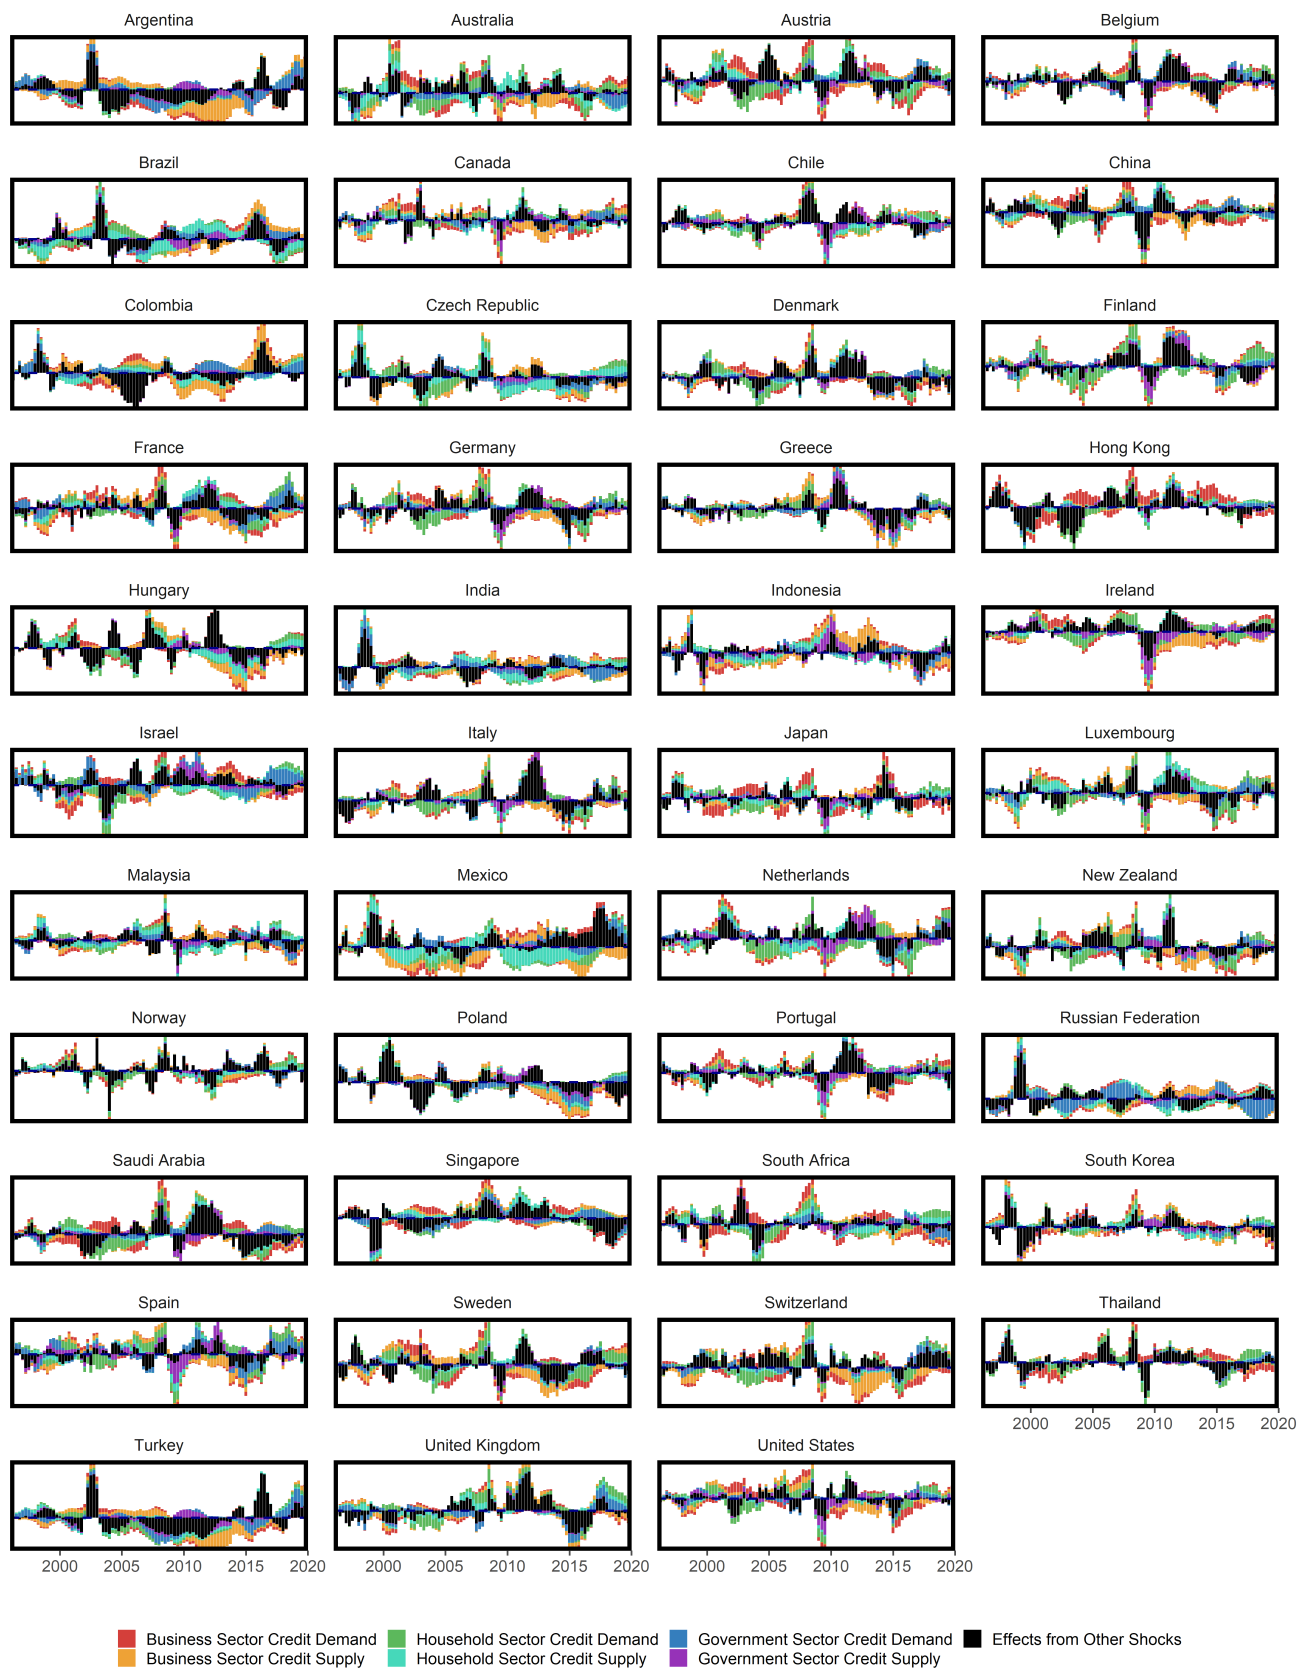 Argentina Australia Austria Belgium
Brazil Canada Chile China
Colombia Czech Republic Denmark Finland
France Germany Greece Hong Kong
Hungary India Indonesia Ireland
Israel Italy Japan Luxembourg
Malaysia Mexico Netherlands New Zealand
Norway Poland Portugal Russian Federation
Saudi Arabia Singapore South Africa South Korea
Spain Sweden Switzerland Thailand
2000 2005 2010 2015 2020
Turkey United Kingdom United States
2000 2005 2010 2015 2020 2000 2005 2010 2015 2020 2000 2005 2010 2015 2020
Business Sector Credit Demand Household Sector Credit Demand Government Sector Credit Demand Effects from Other Shocks
Business Sector Credit Supply Household Sector Credit Supply Government Sector Credit Supply